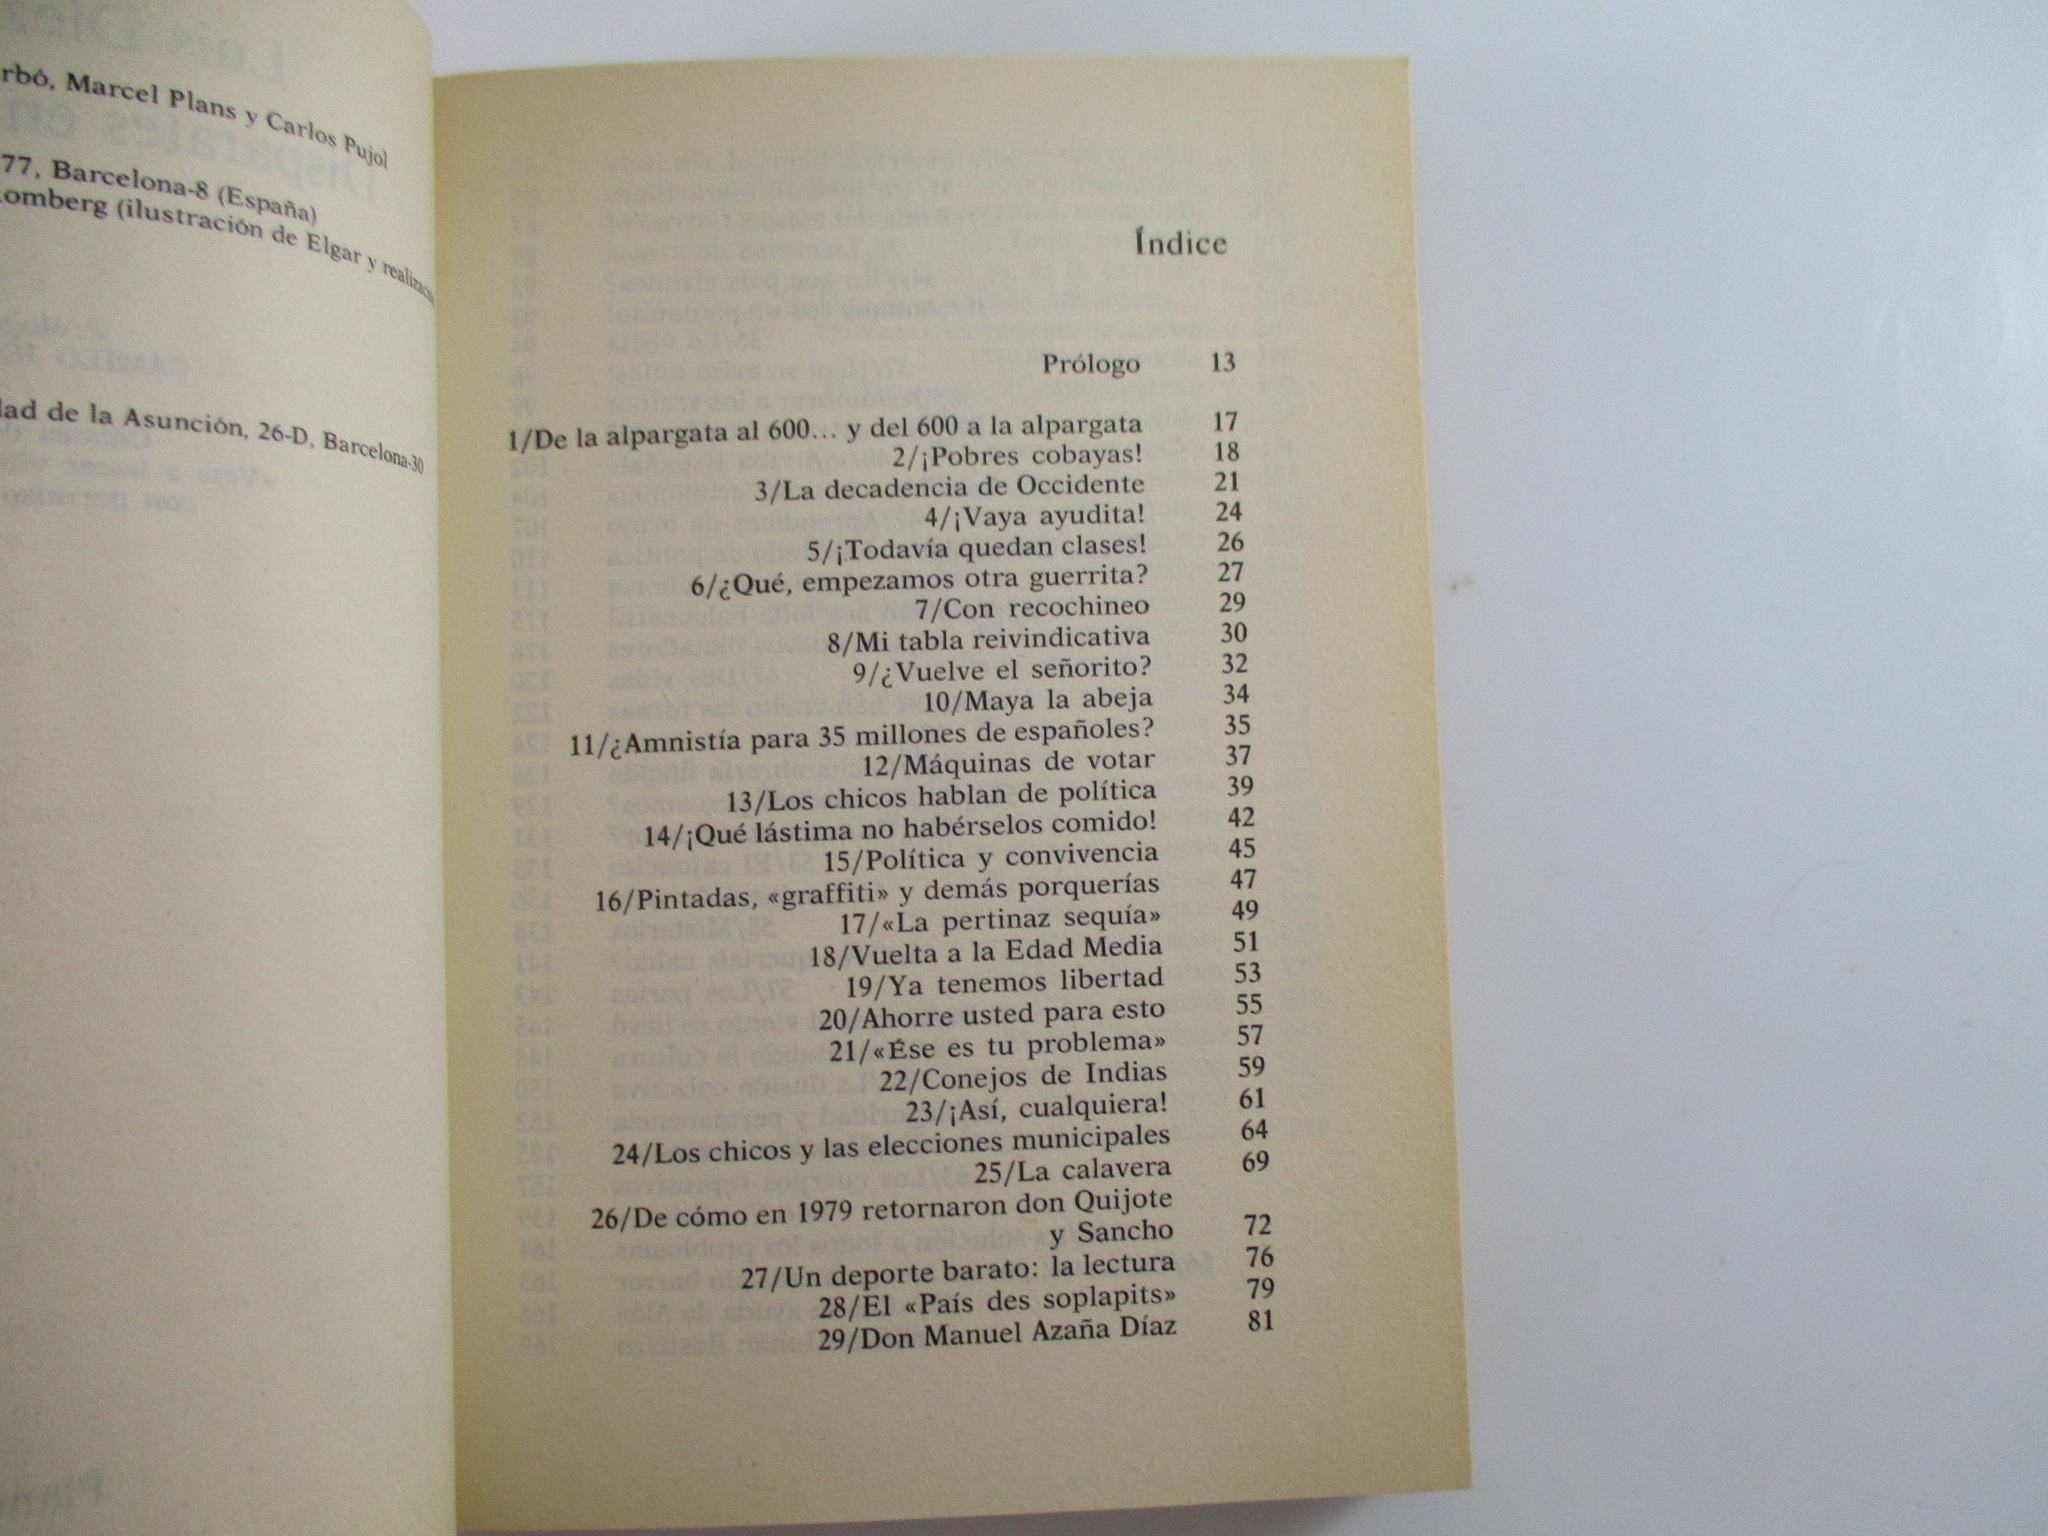 rbó, Marcel Plans y Carlos Pujol
77, Barcelona-8 (España)
omberg (ilustración de Elgar y realización
dad de la Asunción, 26-D, Barcelona-30
Índice
Prólogo 13
1/De la alpargata al 600... y del 600 a la alpargata 17
2/¡Pobres cobayas! 18
3/La decadencia de Occidente 21
4/¡Vaya ayudita! 24
5/¡Todavía quedan clases! 26
6/¿Qué, empezamos otra guerrita? 27
7/Con recochineo 29
8/Mi tabla reivindicativa 30
9/¿Vuelve el señorito? 32
10/Maya la abeja 34
11/¿Amnistía para 35 millones de españoles? 35
12/Máquinas de votar 37
13/Los chicos hablan de política 39
14/¡Qué lástima no habérselos comido! 42
15/Política y convivencia 45
16/Pintadas, «graffiti» y demás porquerías 47
17/«La pertinaz sequía» 49
18/Vuelta a la Edad Media 51
19/Ya tenemos libertad 53
20/Ahorre usted para esto 55
21/«Ése es tu problema» 57
22/Conejos de Indias 59
23/¡Así, cualquiera! 61
24/Los chicos y las elecciones municipales 64
25/La calavera 69
26/De cómo en 1979 retornaron don Quijote
y Sancho 72
27/Un deporte barato: la lectura 76
28/El «País des soplapits» 79
29/Don Manuel Azaña Díaz 81